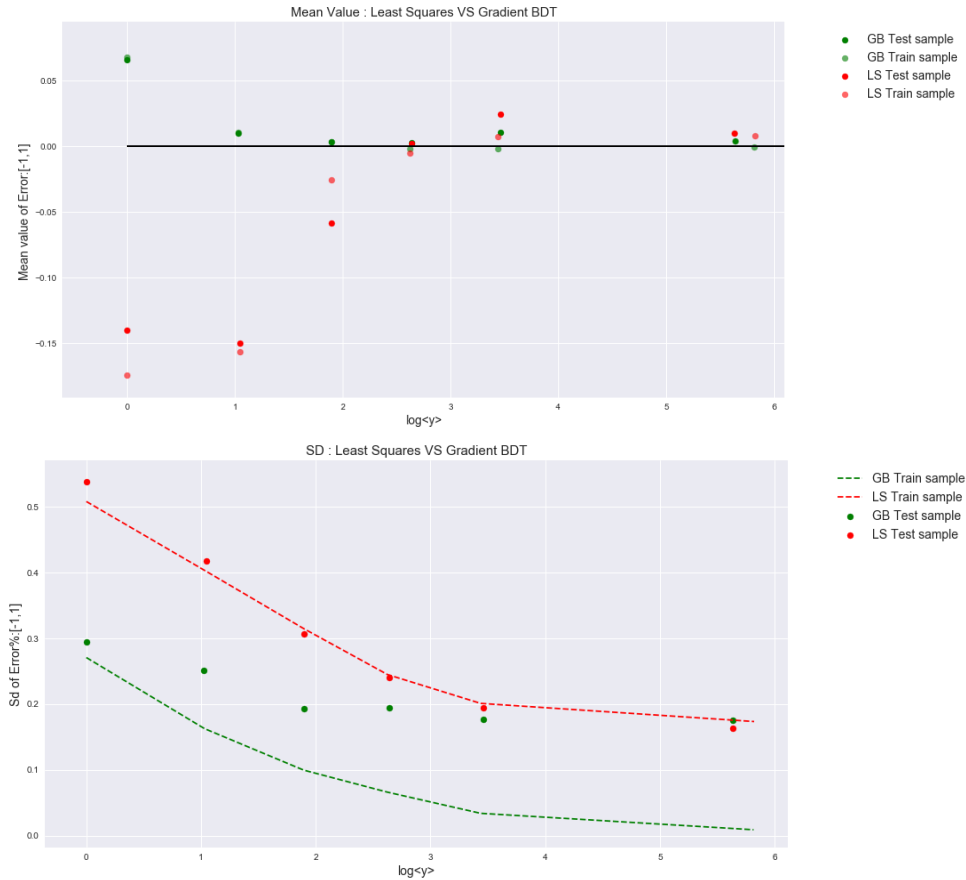 Mean Value : Least Squares VS Gradient BDT
GB Test sample
GB Train sample
LS Test sample
LS Train sample
Mean value of Error:[-1,1]
0.05
0.00
−0.05
−0.10
−0.15
0 1 2 3 4 5 6
log<y>
SD : Least Squares VS Gradient BDT
GB Train sample
LS Train sample
GB Test sample
LS Test sample
Sd of Error%:[-1,1]
0.5
0.4
0.3
0.2
0.1
0.0
0 1 2 3 4 5 6
log<y>